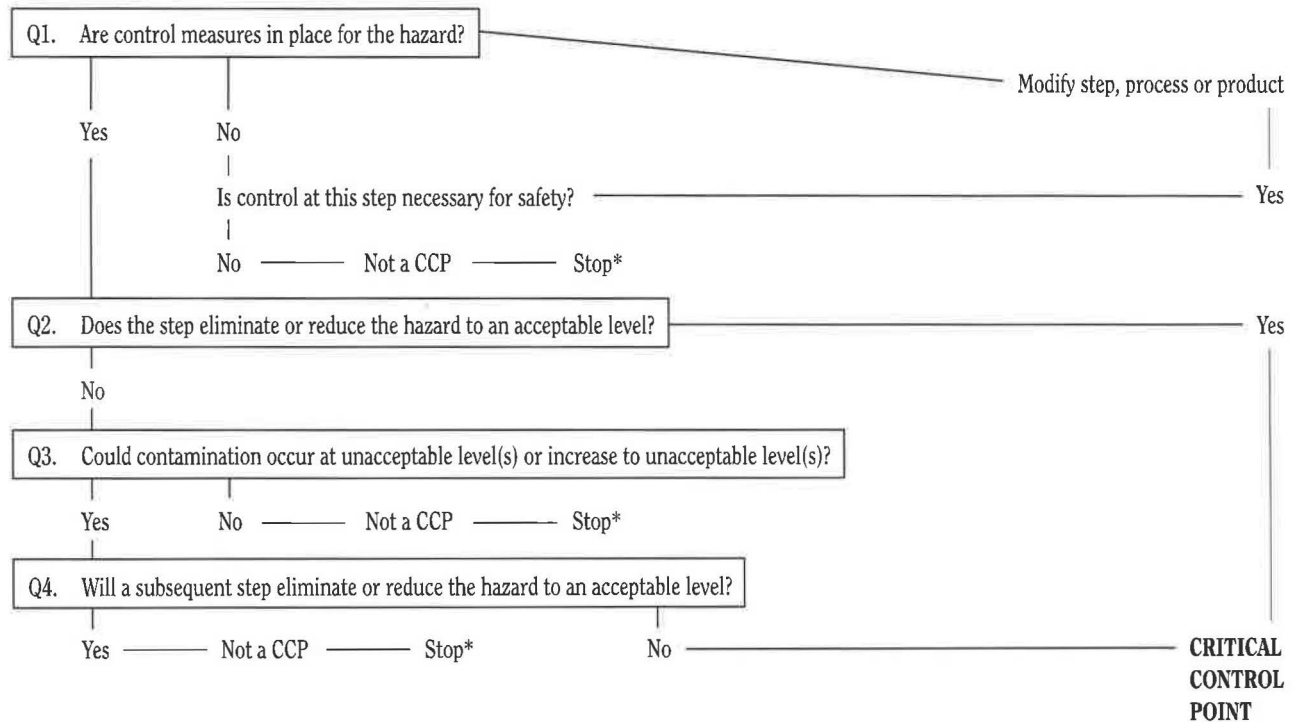 Q1. Are control measures in place for the hazard?
Modify step, process or product
Yes No
Is control at this step necessary for safety? Yes
No Not a CCP Stop*
Q2. Does the step eliminate or reduce the hazard to an acceptable level? Yes
No
Q3. Could contamination occur at unacceptable level(s) or increase to unacceptable level(s)?
Yes No Not a CCP Stop*
Q4. Will a subsequent step eliminate or reduce the hazard to an acceptable level?
Yes Not a CCP Stop* No CRITICAL
CONTROL
POINT